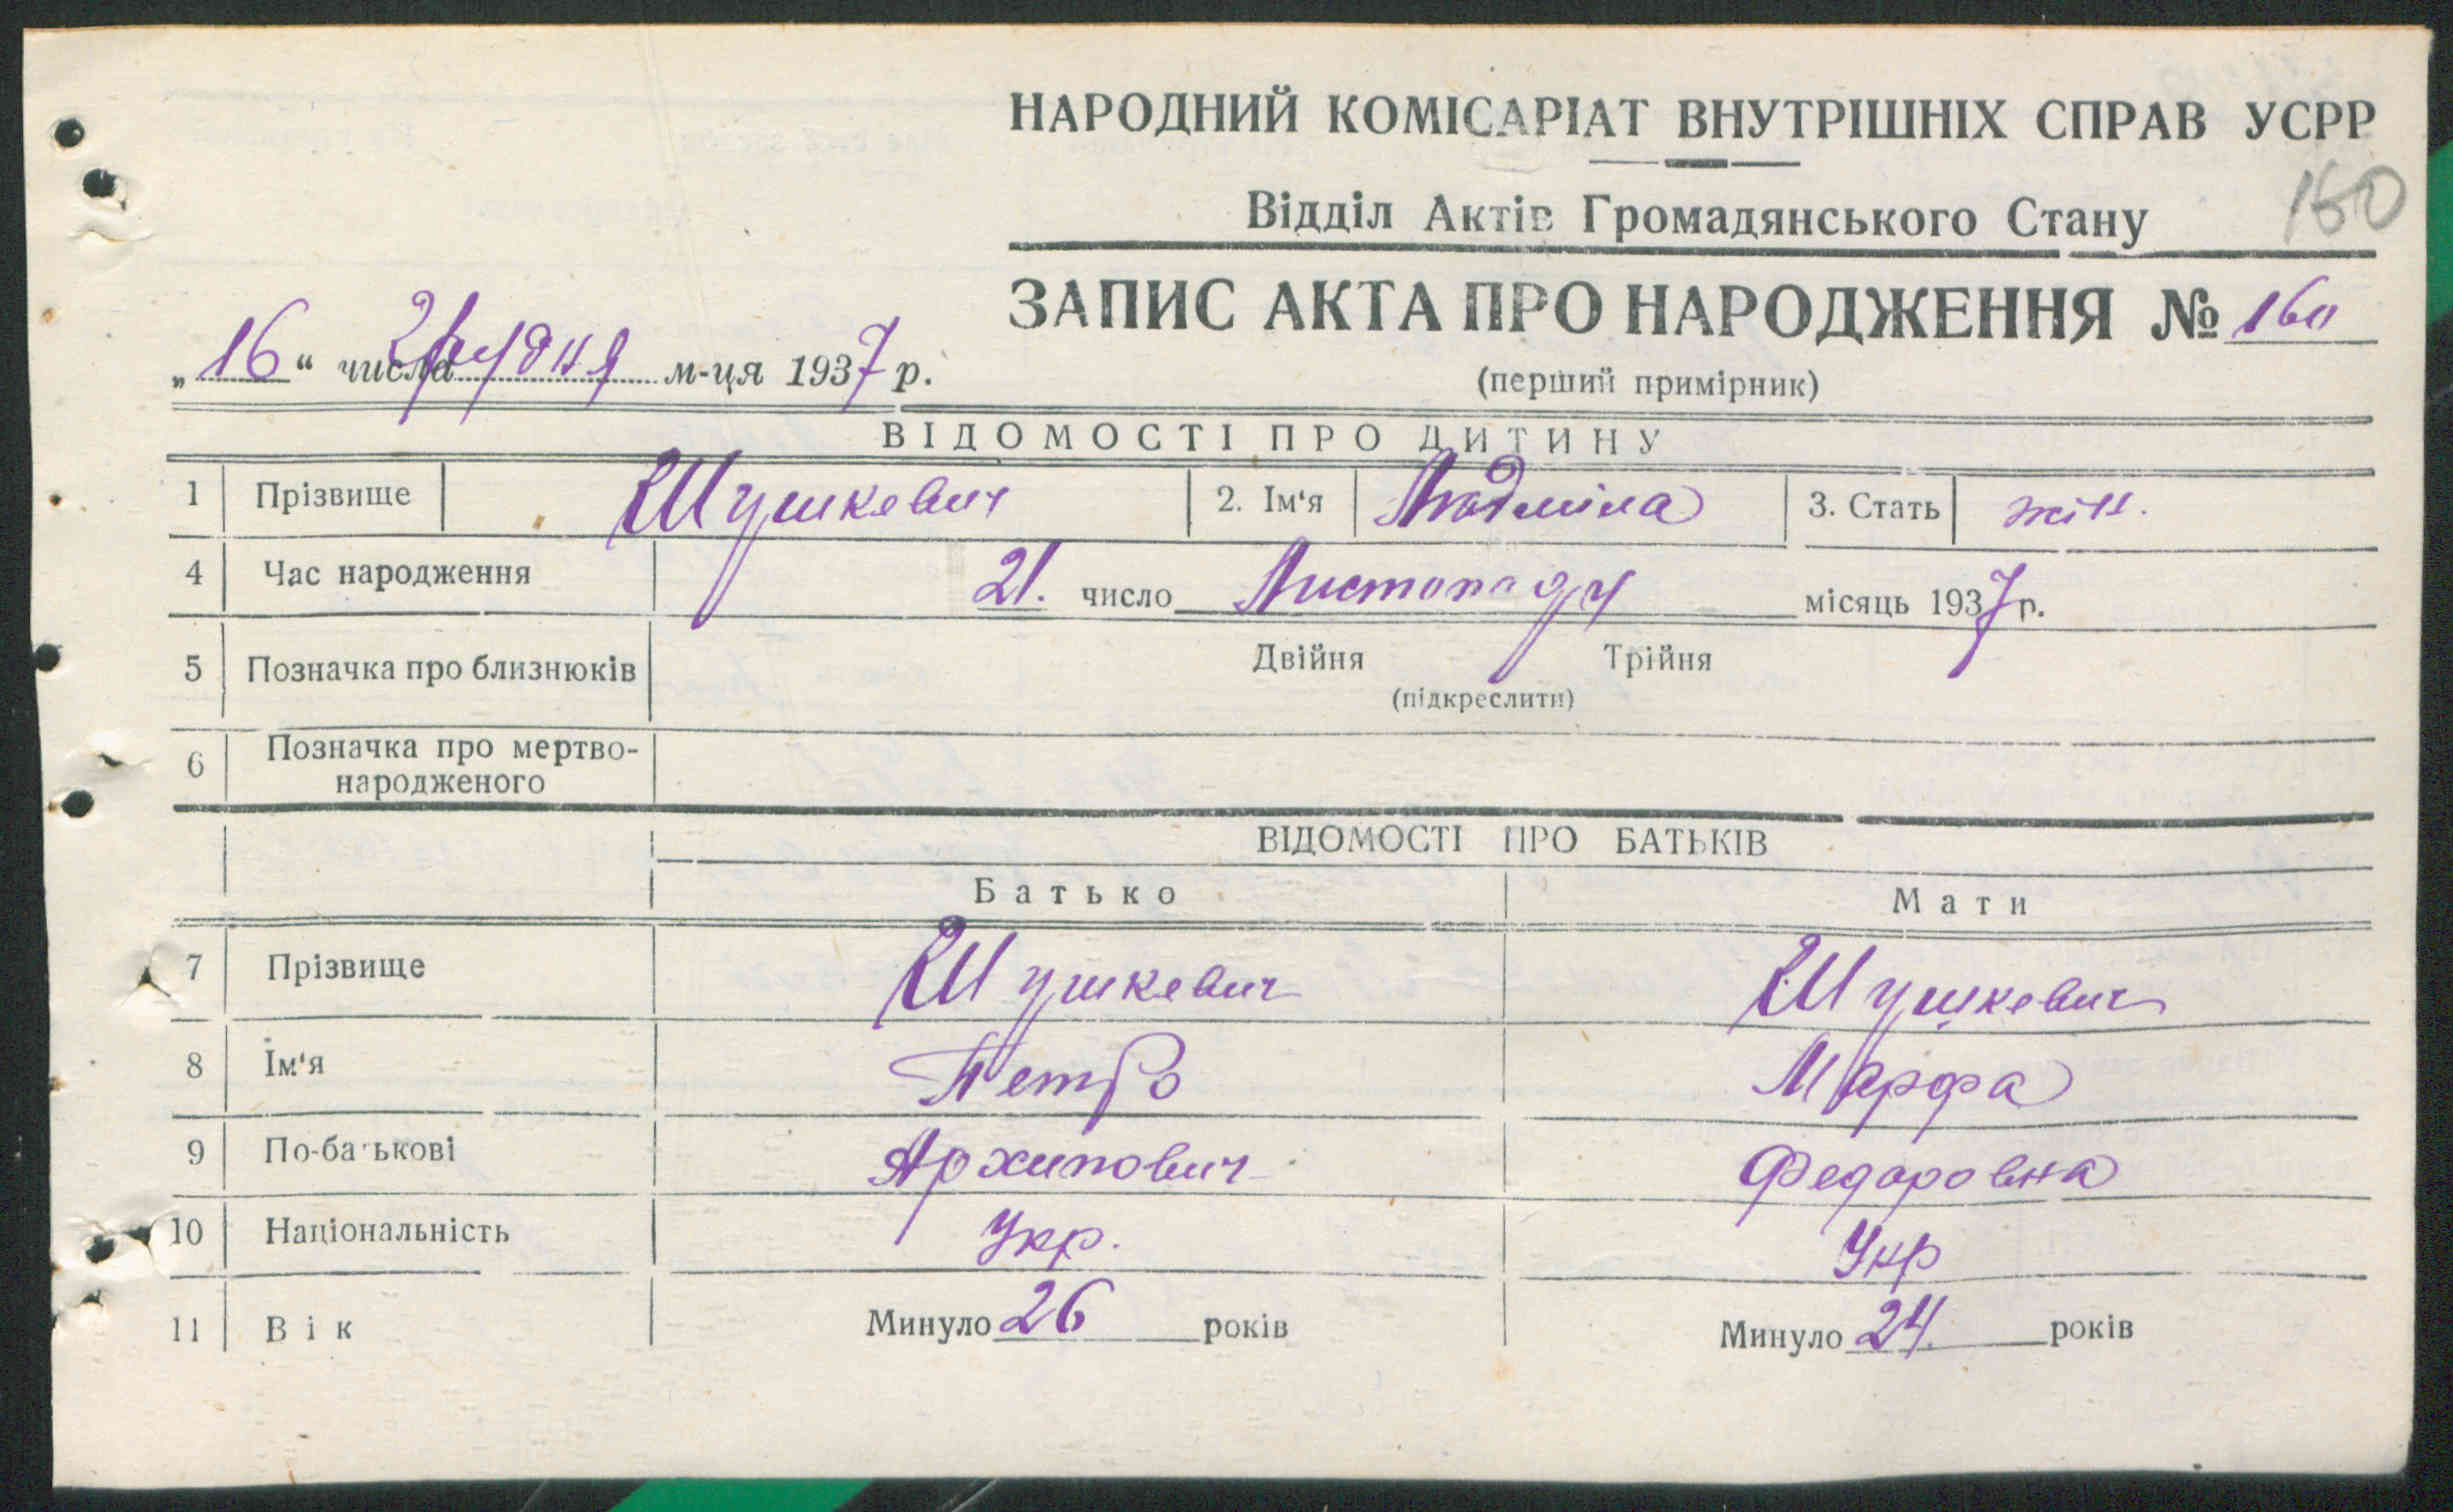 НАРОДНИЙ КОМІСАРІАТ ВНУТРІШНІХ СПРАВ УСРР
Відділ Актів Громадянського Стану
150
ЗАПИС АКТА ПРО НАРОДЖЕННЯ № 160
„16“ числа грудня м-ця 1937 р.
(перший примірник)
ВІДОМОСТІ ПРО ДИТИНУ
1 Прізвище Шушкевич 2. Ім'я Людміла 3. Стать жін.
4 Час народження 21. число Листопаду місяць 1937 р.
5 Позначка про близнюків Двійня Трійня
(підкреслити)
6 Позначка про мертво-
народженого
ВІДОМОСТІ ПРО БАТЬКІВ
Батько Мати
7 Прізвище Шушкевич Шушкевич
8 Ім'я Петро Марфа
9 По-батькові Архипович Федоровна
10 Національність Укр. Укр
11 Вік Минуло 26 років Минуло 24. років